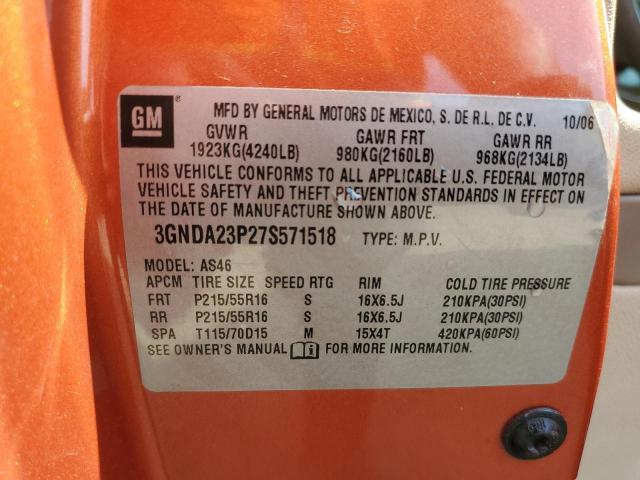 GM ® MFD BY GENERAL MOTORS DE MEXICO, S. DE R.L. DE C.V. 10/06
GVWR GAWR FRT GAWR RR
1923KG(4240LB) 980KG(2160LB) 968KG(2134LB)
THIS VEHICLE CONFORMS TO ALL APPLICABLE U.S. FEDERAL MOTOR
VEHICLE SAFETY AND THEFT PREVENTION STANDARDS IN EFFECT ON
THE DATE OF MANUFACTURE SHOWN ABOVE.
3GNDA23P27S571518 TYPE: M.P.V.
MODEL: AS46
APCM TIRE SIZE SPEED RTG RIM COLD TIRE PRESSURE
FRT P215/55R16 S 16X6.5J 210KPA(30PSI)
RR P215/55R16 S 16X6.5J 210KPA(30PSI)
SPA T115/70D15 M 15X4T 420KPA(60PSI)
SEE OWNER'S MANUAL i FOR MORE INFORMATION.